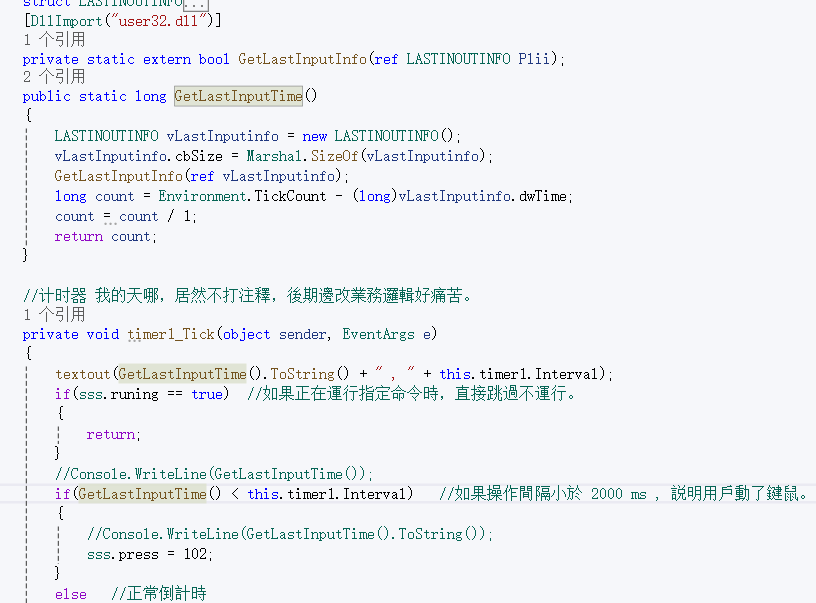 struct LASTINOUTINFO...
[DllImport("user32.dll")]
1 个引用
private static extern bool GetLastInputInfo(ref LASTINOUTINFO P1ii);
2 个引用
public static long GetLastInputTime()
{
LASTINOUTINFO vLastInputinfo = new LASTINOUTINFO();
vLastInputinfo.cbSize = Marshal.SizeOf(vLastInputinfo);
GetLastInputInfo(ref vLastInputinfo);
long count = Environment.TickCount - (long)vLastInputinfo.dwTime;
count = count / 1;
return count;
}
//计时器 我的天哪，居然不打注釋，後期邊改業務邏輯好痛苦。
1 个引用
private void timer1_Tick(object sender, EventArgs e)
{
textout(GetLastInputTime().ToString() + " , " + this.timer1.Interval);
if(sss.runing == true) //如果正在運行指定命令時，直接跳過不運行。
{
return;
}
//Console.WriteLine(GetLastInputTime());
if(GetLastInputTime() < this.timer1.Interval) //如果操作間隔小於 2000 ms , 説明用戶動了鍵鼠。
{
//Console.WriteLine(GetLastInputTime().ToString());
sss.press = 102;
}
else //正常倒計時